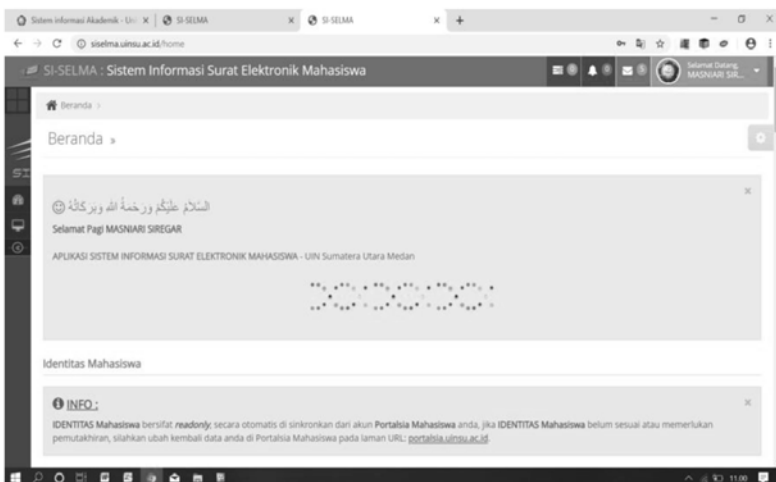 Sistem informasi Akademik - Un
SI-SELMA
SI-SELMA
siselma.uinsu.ac.id/home
SI-SELMA : Sistem Informasi Surat Elektronik Mahasiswa
Selamat Datang,
MASNIARI SIR...
Beranda
Beranda »
السَّلاَمُ عَلَيْكُمْ وَرَحْمَةُ اللهِ وَبَرَكَاتُهُ
Selamat Pagi MASNIARI SIREGAR
APLIKASI SISTEM INFORMASI SURAT ELEKTRONIK MAHASISWA - UIN Sumatera Utara Medan
Identitas Mahasiswa
INFO :
IDENTITAS Mahasiswa bersifat readonly, secara otomatis di sinkronkan dari akun Portalsia Mahasiswa anda, jika IDENTITAS Mahasiswa belum sesuai atau memerlukan
pemutakhiran, silahkan ubah kembali data anda di Portalsia Mahasiswa pada laman URL: portalsia.uinsu.ac.id.
11.00